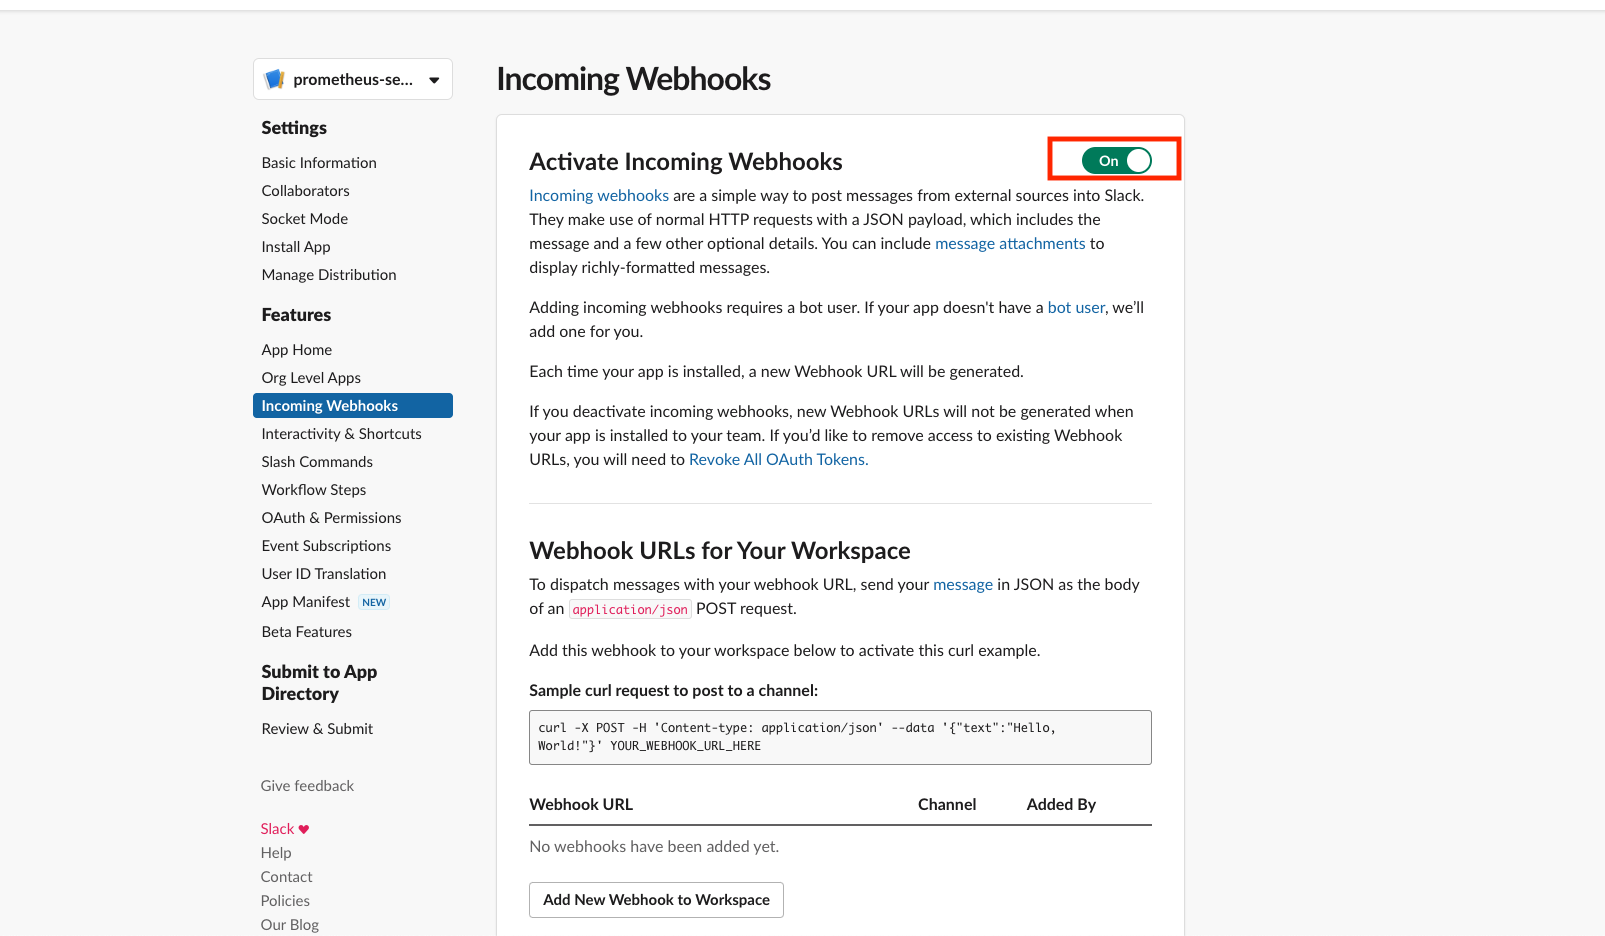 prometheus-se...
Settings
Basic Information
Collaborators
Socket Mode
Install App
Manage Distribution
Features
App Home
Org Level Apps
Incoming Webhooks
Interactivity & Shortcuts
Slash Commands
Workflow Steps
OAuth & Permissions
Event Subscriptions
User ID Translation
App Manifest NEW
Beta Features
Submit to App
Directory
Review & Submit
Give feedback
Slack ♥
Help
Contact
Policies
Our Blog
Incoming Webhooks
Activate Incoming Webhooks
On
Incoming webhooks are a simple way to post messages from external sources into Slack.
They make use of normal HTTP requests with a JSON payload, which includes the
message and a few other optional details. You can include message attachments to
display richly-formatted messages.
Adding incoming webhooks requires a bot user. If your app doesn't have a bot user, we’ll
add one for you.
Each time your app is installed, a new Webhook URL will be generated.
If you deactivate incoming webhooks, new Webhook URLs will not be generated when
your app is installed to your team. If you’d like to remove access to existing Webhook
URLs, you will need to Revoke All OAuth Tokens.
Webhook URLs for Your Workspace
To dispatch messages with your webhook URL, send your message in JSON as the body
of an application/json POST request.
Add this webhook to your workspace below to activate this curl example.
Sample curl request to post to a channel:
curl -X POST -H 'Content-type: application/json' --data '{"text":"Hello,
World!"}' YOUR_WEBHOOK_URL_HERE
Webhook URL Channel Added By
No webhooks have been added yet.
Add New Webhook to Workspace